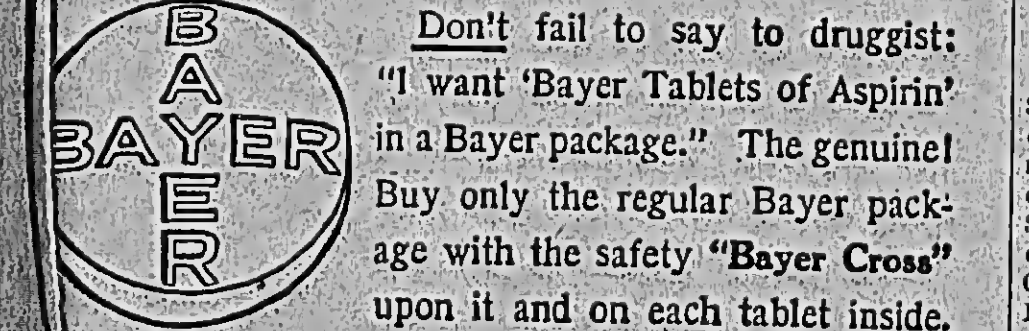 BAYER
BAYER
Don't fail to say to druggist:
"I want 'Bayer Tablets of Aspirin'
in a Bayer package." The genuine!
Buy only the regular Bayer pack-
age with the safety "Bayer Cross"
upon it and on each tablet inside.